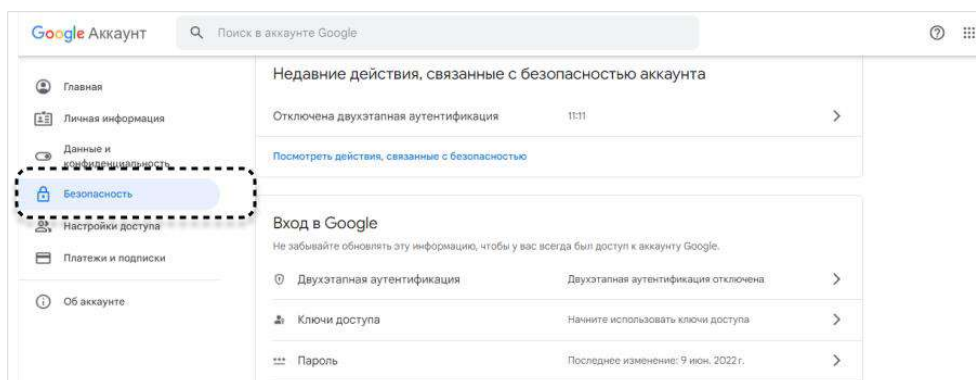 Google Аккаунт
Поиск в аккаунте Google
Главная
Личная информация
Данные и
конфиденциальность
Безопасность
Настройки доступа
Платежи и подписки
Об аккаунте
Недавние действия, связанные с безопасностью аккаунта
Отключена двухэтапная аутентификация 11:11
Посмотреть действия, связанные с безопасностью
Вход в Google
Не забывайте обновлять эту информацию, чтобы у вас всегда был доступ к аккаунту Google.
Двухэтапная аутентификация Двухэтапная аутентификация отключена
Ключи доступа Начните использовать ключи доступа
Пароль Последнее изменение: 9 июн. 2022 г.